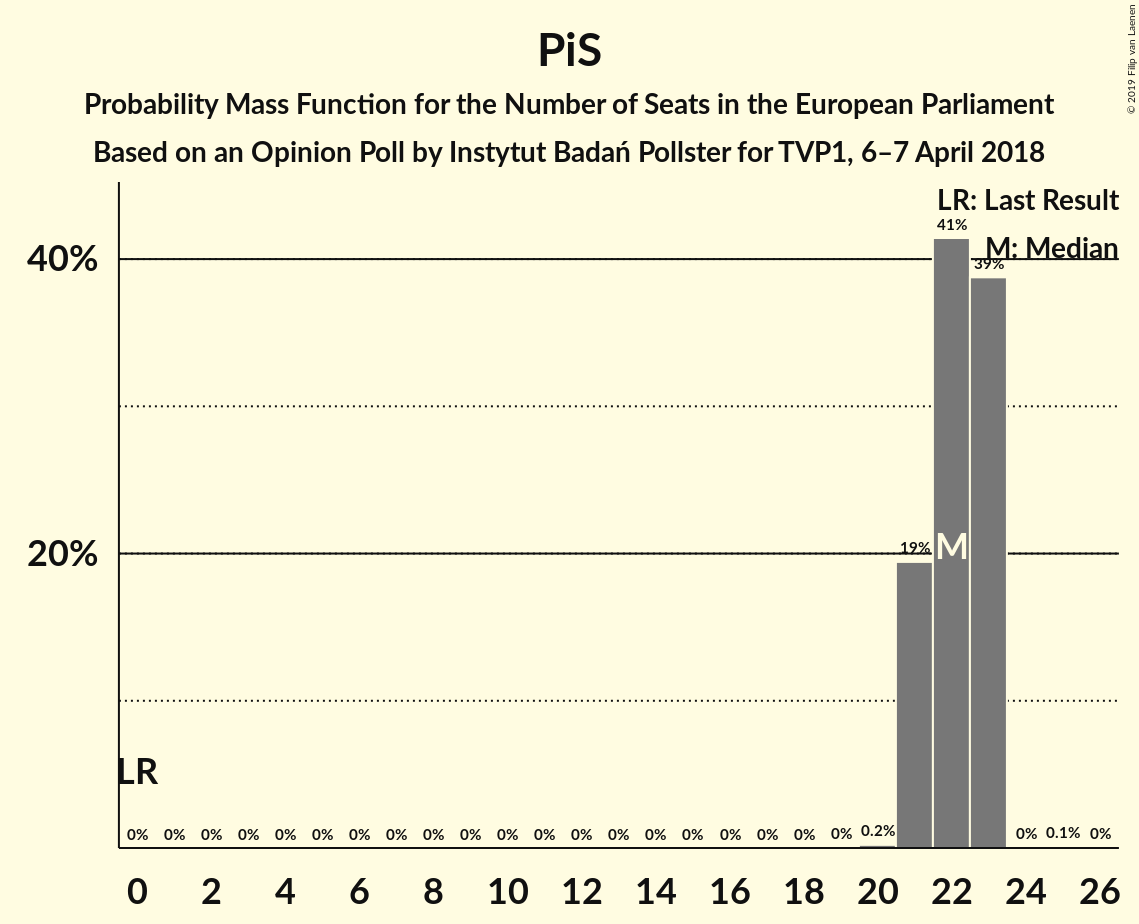 PiS
Probability Mass Function for the Number of Seats in the European Parliament
Based on an Opinion Poll by Instytut Badań Pollster for TVP1, 6–7 April 2018
© 2019 Filip van Laenen
LR: Last Result
M: Median
41%
39%
40%
20%
19%
M
LR
0% 0% 0% 0% 0% 0% 0% 0% 0% 0% 0% 0% 0% 0% 0% 0% 0% 0% 0% 0% 0.2% 0% 0.1% 0%
0 2 4 6 8 10 12 14 16 18 20 22 24 26